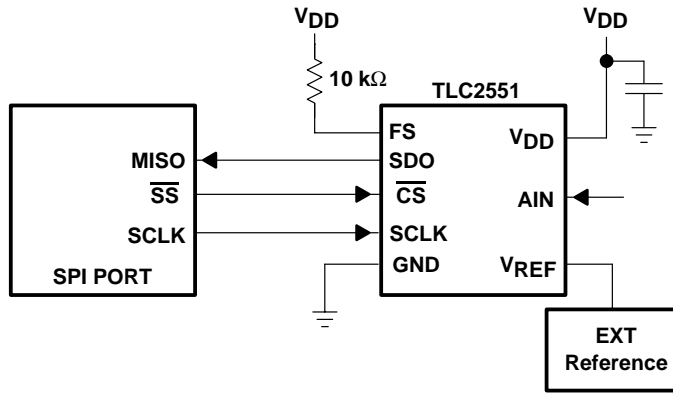 VDD
VDD
10 kΩ
TLC2551
FS
VDD
MISO
SDO
SS
CS
AIN
SCLK
SCLK
GND
VREF
SPI PORT
EXT
Reference